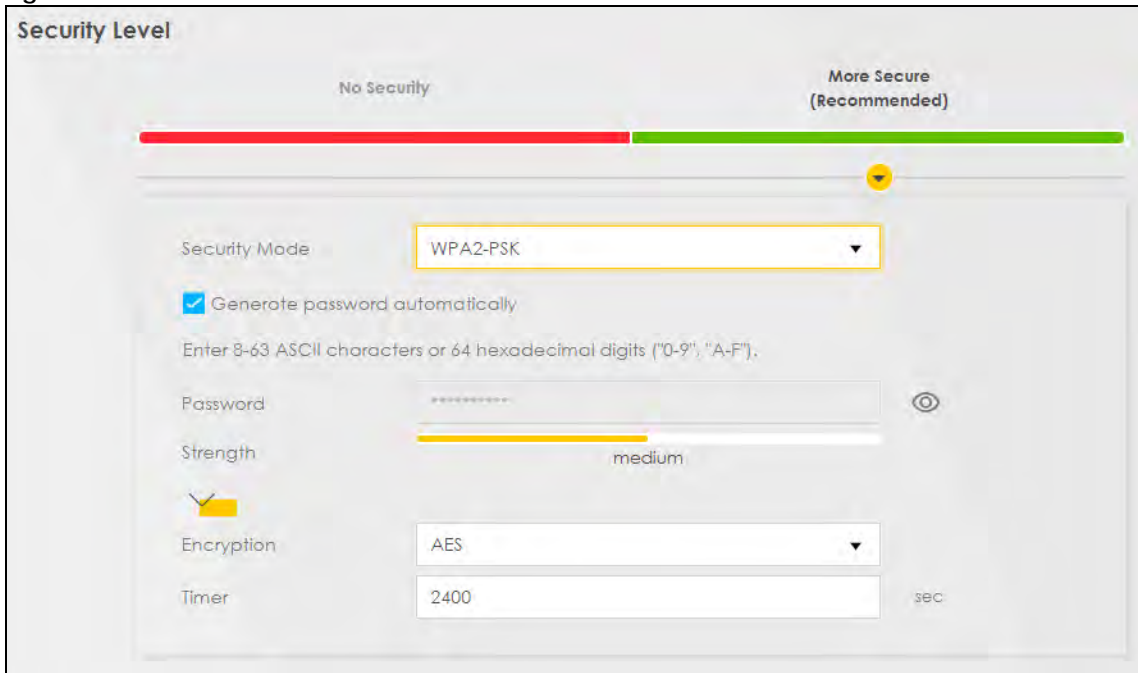 Security Level
No Security
More Secure
(Recommended)
Security Mode WPA2-PSK
Generate password automatically
Enter 8-63 ASCII characters or 64 hexadecimal digits ("0-9", "A-F").
Password **********
Strength
medium
Encryption AES
Timer 2400 sec